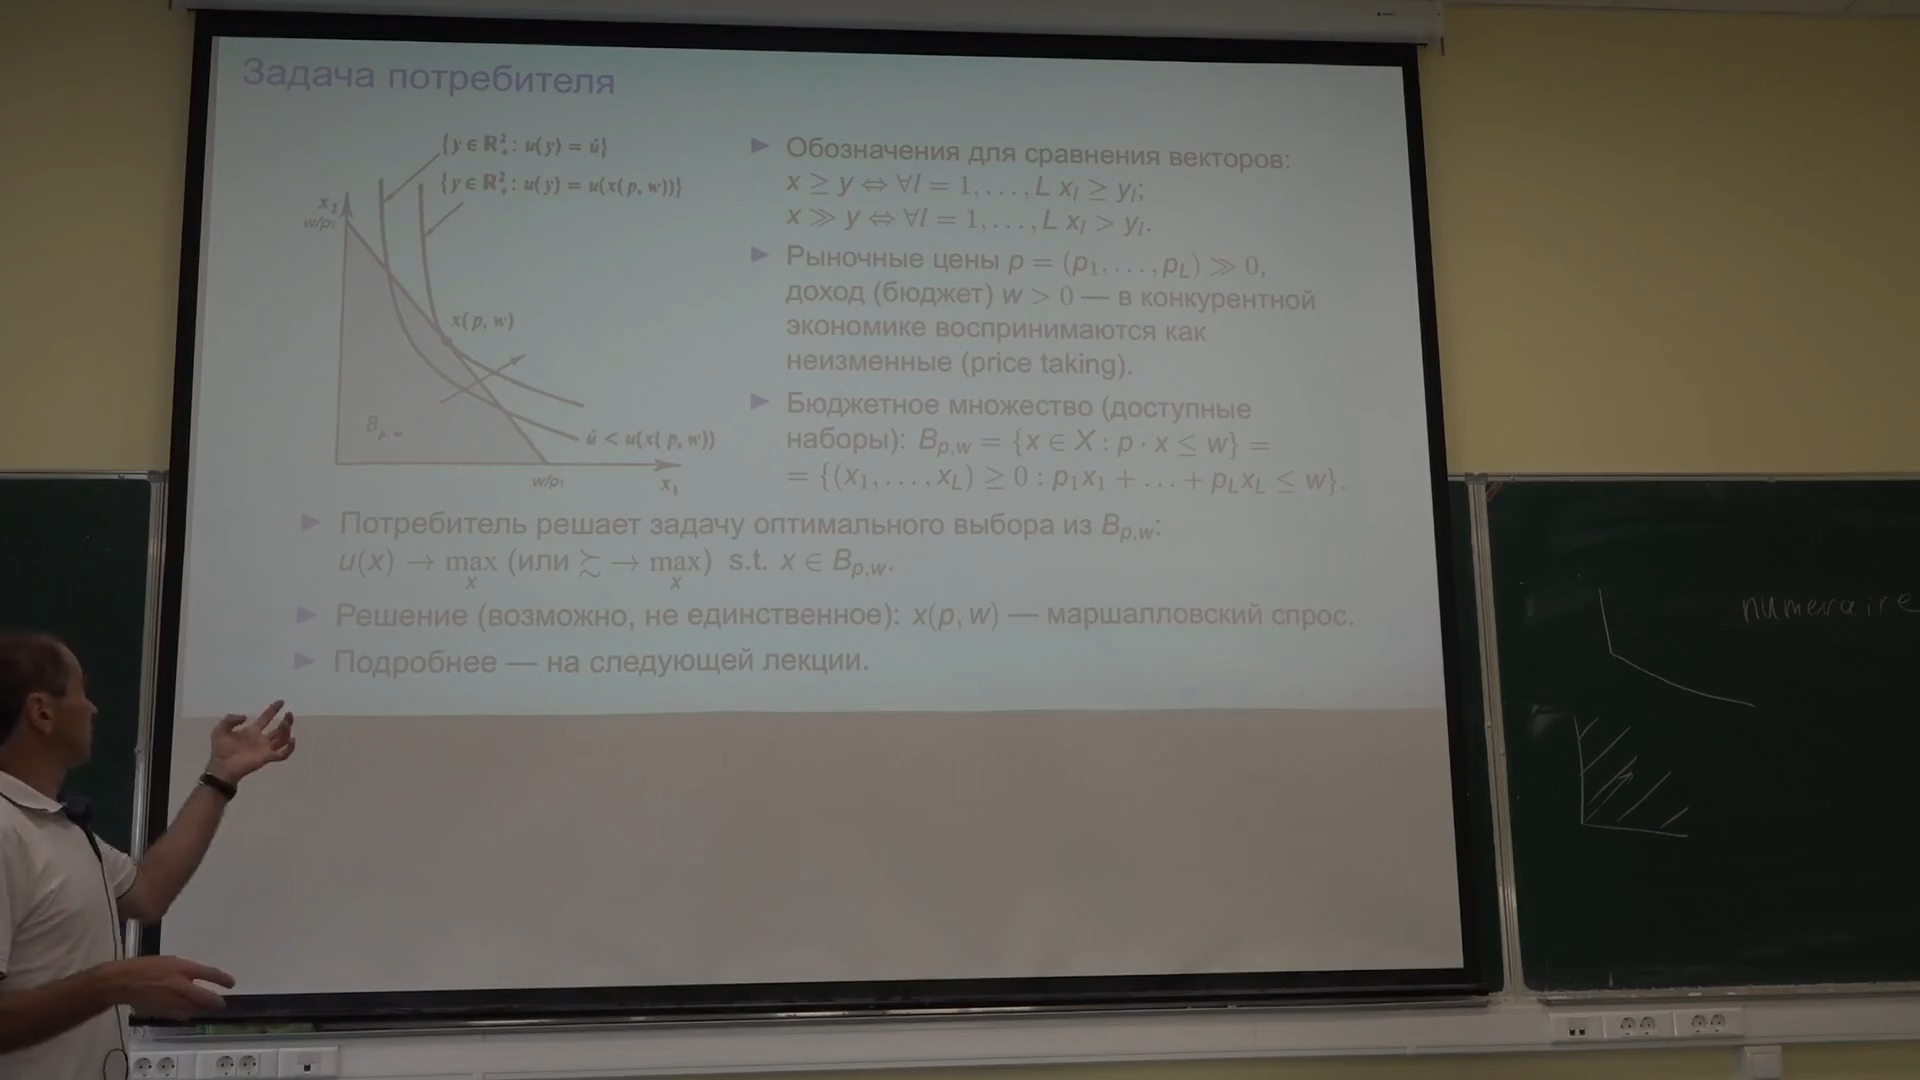 Задача потребителя
{y ∈ R²₊: u(y) = û}
{y ∈ R²₊: u(y) = u(x(p, w))}
w/p₂
x(p, w)
B_{p,w}
û < u(x(p, w))
w/p₁
x₁
► Обозначения для сравнения векторов:
x ≥ y ⇔ ∀l = 1, . . . , L x_l ≥ y_l;
x ≫ y ⇔ ∀l = 1, . . . , L x_l > y_l.
► Рыночные цены p = (p₁, . . . , p_L) ≫ 0,
доход (бюджет) w > 0 — в конкурентной
экономике воспринимаются как
неизменные (price taking).
► Бюджетное множество (доступные
наборы): B_{p,w} = {x ∈ X : p · x ≤ w} =
= {(x₁, . . . , x_L) ≥ 0 : p₁x₁ + . . . + p_Lx_L ≤ w}.
► Потребитель решает задачу оптимального выбора из B_{p,w}:
u(x) → max_x (или ≿ → max_x) s.t. x ∈ B_{p,w}.
► Решение (возможно, не единственное): x(p, w) — маршалловский спрос.
► Подробнее — на следующей лекции.
numeraire